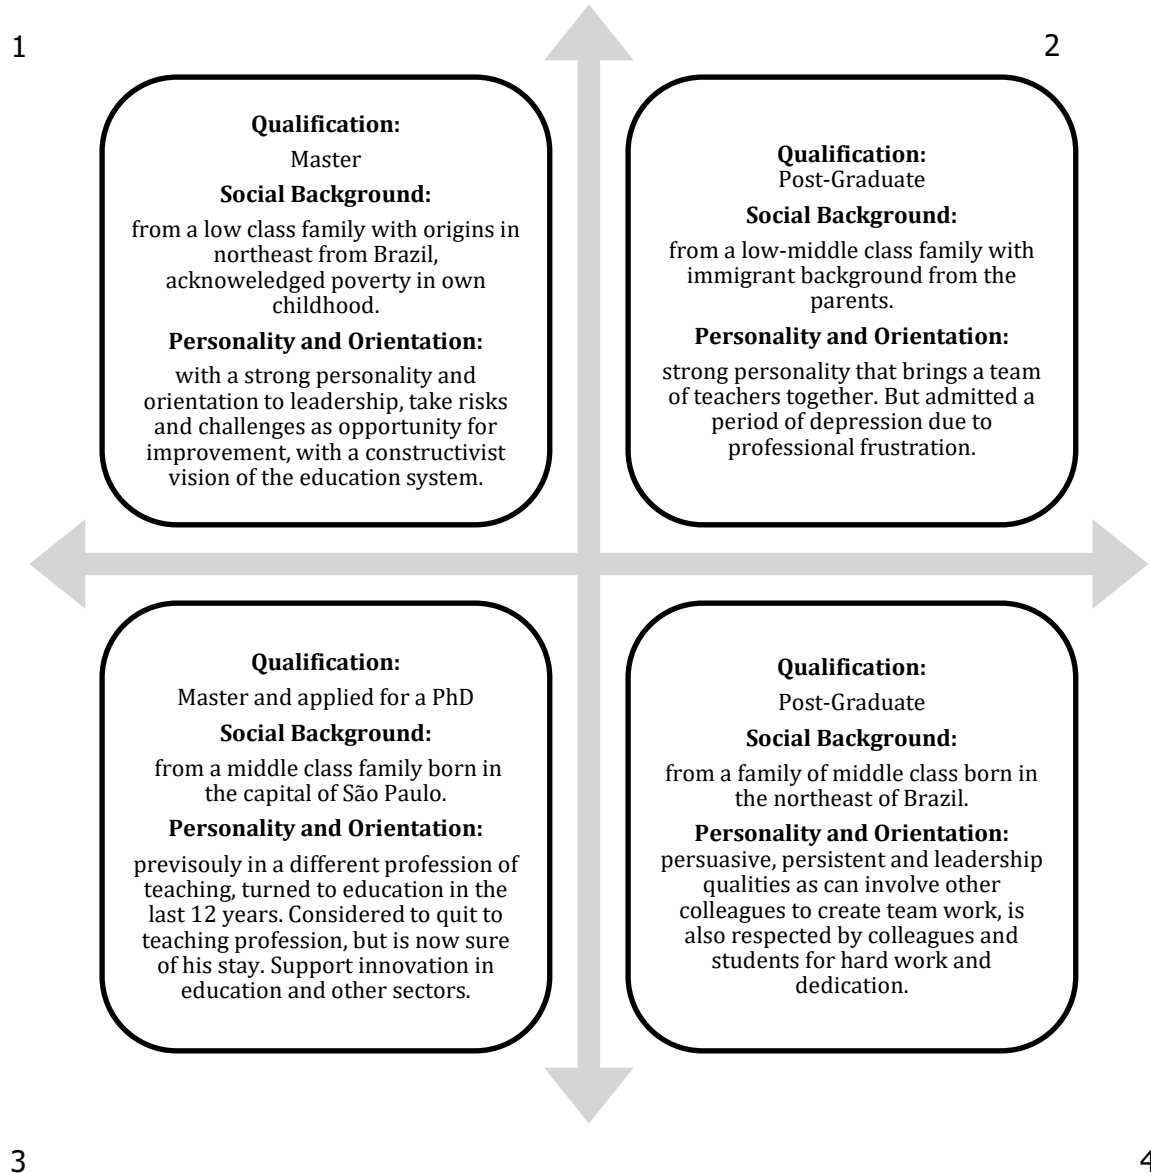 1
2
Qualification:
Master
Social Background:
from a low class family with origins in
northeast from Brazil,
acknoweledged poverty in own
childhood.
Personality and Orientation:
with a strong personality and
orientation to leadership, take risks
and challenges as opportunity for
improvement, with a constructivist
vision of the education system.
Qualification:
Post-Graduate
Social Background:
from a low-middle class family with
immigrant background from the
parents.
Personality and Orientation:
strong personality that brings a team
of teachers together. But admitted a
period of depression due to
professional frustration.
Qualification:
Master and applied for a PhD
Social Background:
from a middle class family born in
the capital of São Paulo.
Personality and Orientation:
previsouly in a different profession of
teaching, turned to education in the
last 12 years. Considered to quit to
teaching profession, but is now sure
of his stay. Support innovation in
education and other sectors.
Qualification:
Post-Graduate
Social Background:
from a family of middle class born in
the northeast of Brazil.
Personality and Orientation:
persuasive, persistent and leadership
qualities as can involve other
colleagues to create team work, is
also respected by colleagues and
students for hard work and
dedication.
3
4